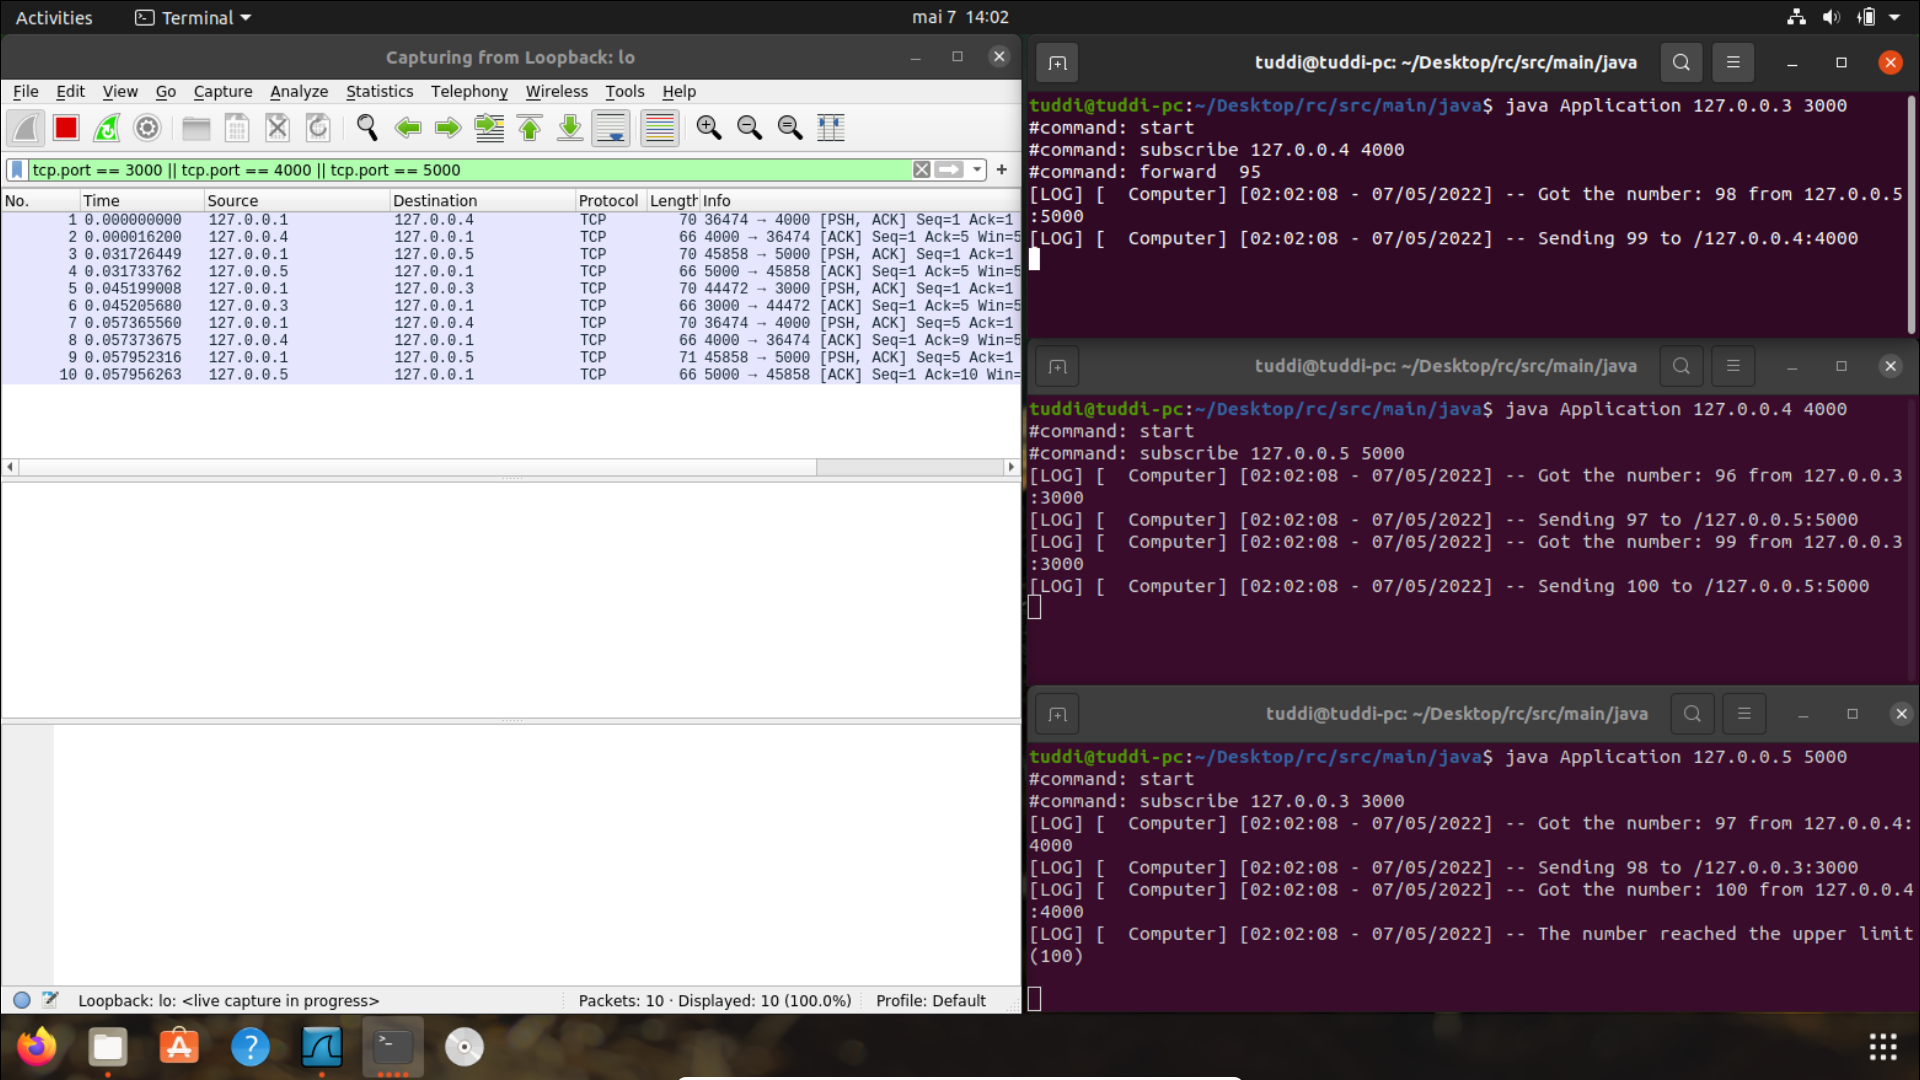 Activities Terminal mai 7 14:02
Capturing from Loopback: lo
File Edit View Go Capture Analyze Statistics Telephony Wireless Tools Help
tcp.port == 3000 || tcp.port == 4000 || tcp.port == 5000
No. Time Source Destination Protocol Length Info
1 0.000000000 127.0.0.1 127.0.0.4 TCP 70 36474 → 4000 [PSH, ACK] Seq=1 Ack=1
2 0.000016200 127.0.0.4 127.0.0.1 TCP 66 4000 → 36474 [ACK] Seq=1 Ack=5 Win=5
3 0.031726449 127.0.0.1 127.0.0.5 TCP 70 45858 → 5000 [PSH, ACK] Seq=1 Ack=1
4 0.031733762 127.0.0.5 127.0.0.1 TCP 66 5000 → 45858 [ACK] Seq=1 Ack=5 Win=5
5 0.045199008 127.0.0.1 127.0.0.3 TCP 70 44472 → 3000 [PSH, ACK] Seq=1 Ack=1
6 0.045205680 127.0.0.3 127.0.0.1 TCP 66 3000 → 44472 [ACK] Seq=1 Ack=5 Win=5
7 0.057365560 127.0.0.1 127.0.0.4 TCP 70 36474 → 4000 [PSH, ACK] Seq=5 Ack=1
8 0.057373675 127.0.0.4 127.0.0.1 TCP 66 4000 → 36474 [ACK] Seq=1 Ack=9 Win=5
9 0.057952316 127.0.0.1 127.0.0.5 TCP 71 45858 → 5000 [PSH, ACK] Seq=5 Ack=1
10 0.057956263 127.0.0.5 127.0.0.1 TCP 66 5000 → 45858 [ACK] Seq=1 Ack=10 Win=
Loopback: lo: <live capture in progress> Packets: 10 · Displayed: 10 (100.0%) Profile: Default
tuddi@tuddi-pc: ~/Desktop/rc/src/main/java
tuddi@tuddi-pc:~/Desktop/rc/src/main/java$ java Application 127.0.0.3 3000
#command: start
#command: subscribe 127.0.0.4 4000
#command: forward  95
[LOG] [  Computer] [02:02:08 - 07/05/2022] -- Got the number: 98 from 127.0.0.5
:5000
[LOG] [  Computer] [02:02:08 - 07/05/2022] -- Sending 99 to /127.0.0.4:4000
tuddi@tuddi-pc: ~/Desktop/rc/src/main/java
tuddi@tuddi-pc:~/Desktop/rc/src/main/java$ java Application 127.0.0.4 4000
#command: start
#command: subscribe 127.0.0.5 5000
[LOG] [  Computer] [02:02:08 - 07/05/2022] -- Got the number: 96 from 127.0.0.3
:3000
[LOG] [  Computer] [02:02:08 - 07/05/2022] -- Sending 97 to /127.0.0.5:5000
[LOG] [  Computer] [02:02:08 - 07/05/2022] -- Got the number: 99 from 127.0.0.3
:3000
[LOG] [  Computer] [02:02:08 - 07/05/2022] -- Sending 100 to /127.0.0.5:5000
tuddi@tuddi-pc: ~/Desktop/rc/src/main/java
tuddi@tuddi-pc:~/Desktop/rc/src/main/java$ java Application 127.0.0.5 5000
#command: start
#command: subscribe 127.0.0.3 3000
[LOG] [  Computer] [02:02:08 - 07/05/2022] -- Got the number: 97 from 127.0.0.4:
4000
[LOG] [  Computer] [02:02:08 - 07/05/2022] -- Sending 98 to /127.0.0.3:3000
[LOG] [  Computer] [02:02:08 - 07/05/2022] -- Got the number: 100 from 127.0.0.4
:4000
[LOG] [  Computer] [02:02:08 - 07/05/2022] -- The number reached the upper limit
(100)